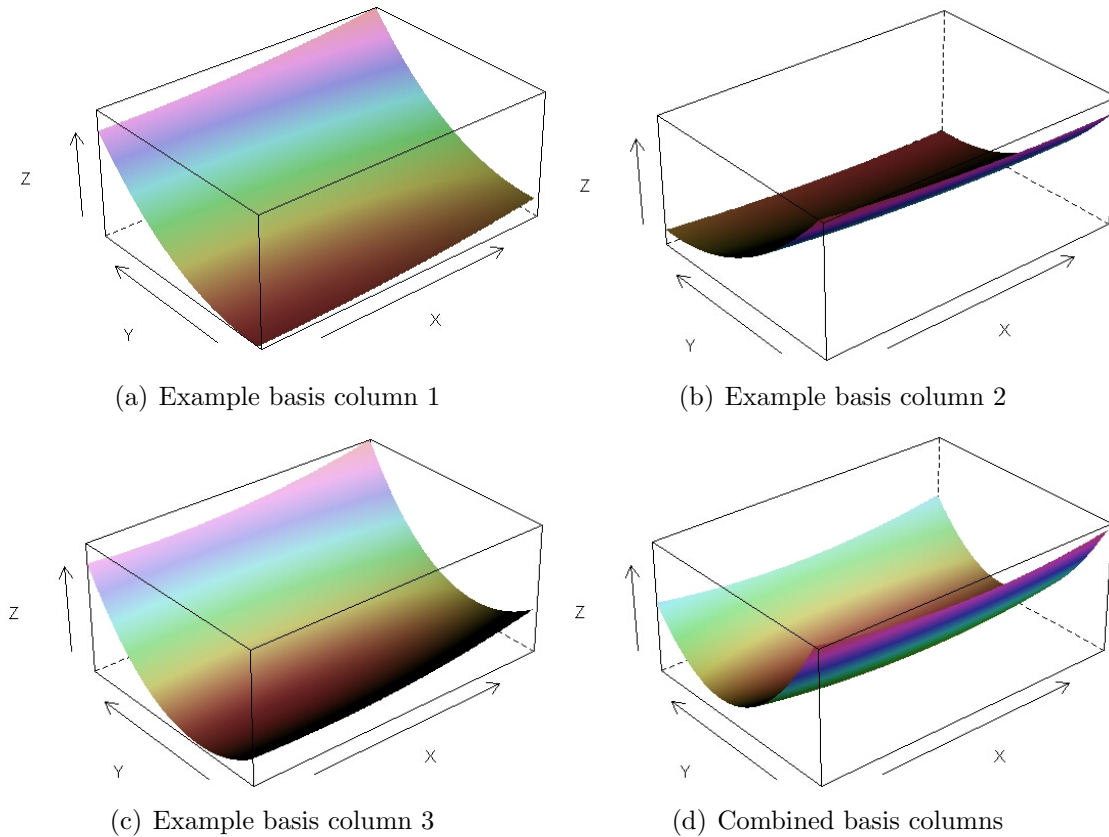 Z
Y
X
Z
Y
X
(a) Example basis column 1
(b) Example basis column 2
Z
Y
X
Z
Y
X
(c) Example basis column 3
(d) Combined basis columns